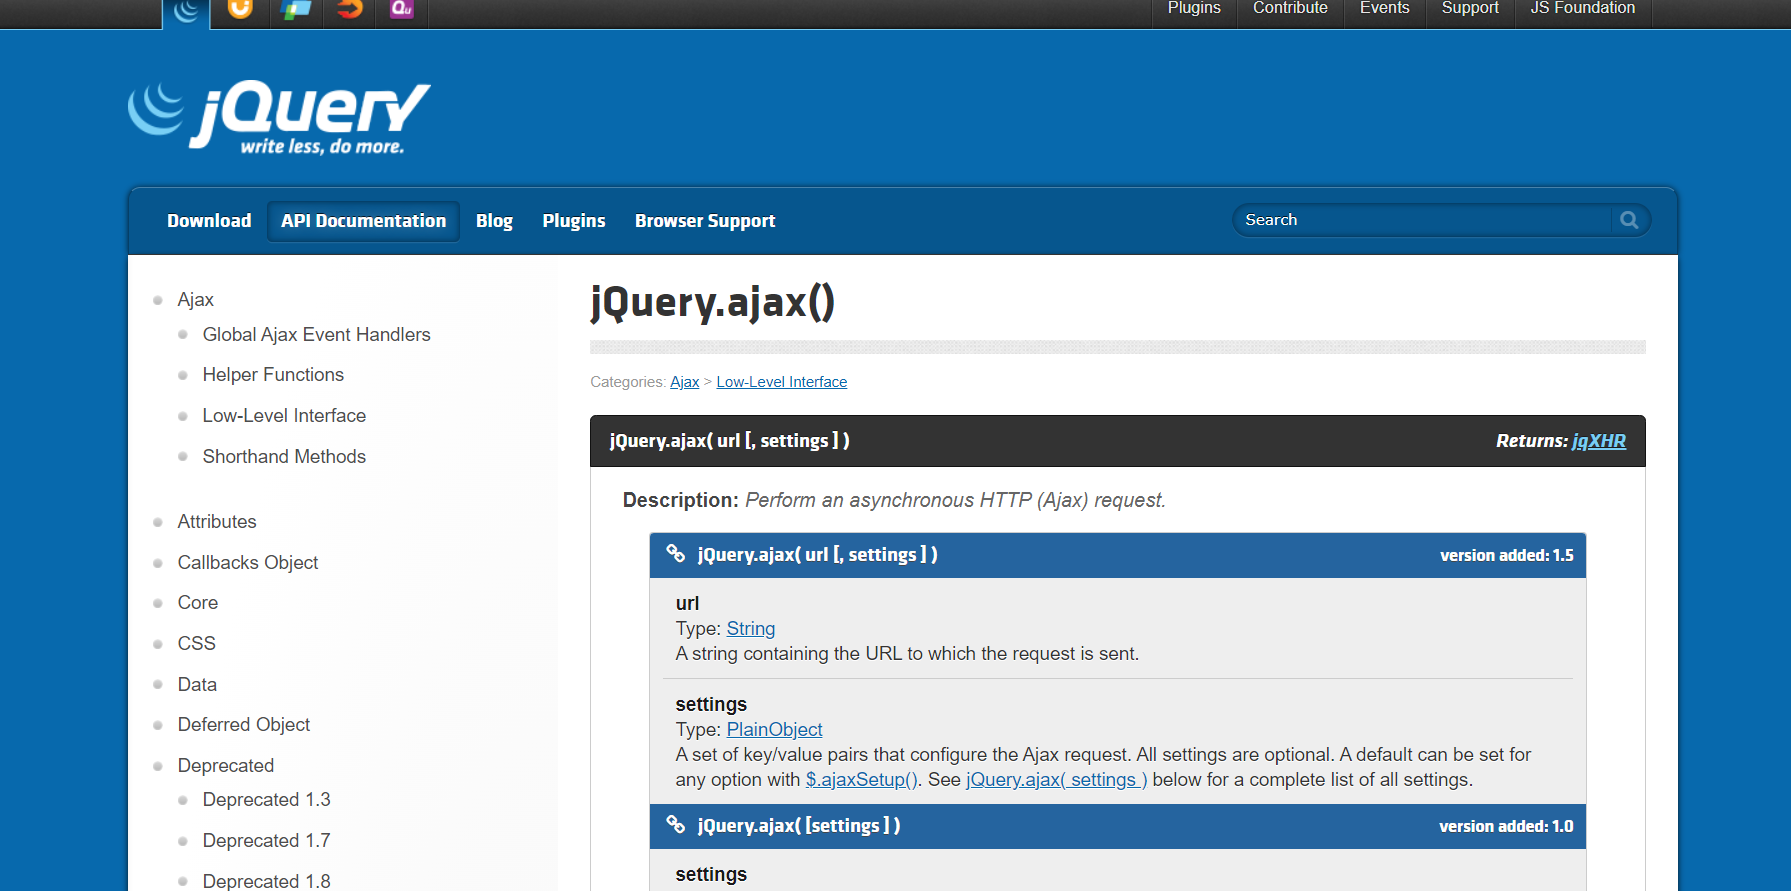 Qu
Plugins
Contribute
Events
Support
JS Foundation
jQuery
write less, do more.
Download
API Documentation
Blog
Plugins
Browser Support
Search
Ajax
Global Ajax Event Handlers
Helper Functions
Low-Level Interface
Shorthand Methods
Attributes
Callbacks Object
Core
CSS
Data
Deferred Object
Deprecated
Deprecated 1.3
Deprecated 1.7
Deprecated 1.8
jQuery.ajax()
Categories: Ajax > Low-Level Interface
jQuery.ajax( url [, settings ] )
Returns: jqXHR
Description: Perform an asynchronous HTTP (Ajax) request.
jQuery.ajax( url [, settings ] )
version added: 1.5
url
Type: String
A string containing the URL to which the request is sent.
settings
Type: PlainObject
A set of key/value pairs that configure the Ajax request. All settings are optional. A default can be set for
any option with $.ajaxSetup(). See jQuery.ajax( settings ) below for a complete list of all settings.
jQuery.ajax( [settings ] )
version added: 1.0
settings